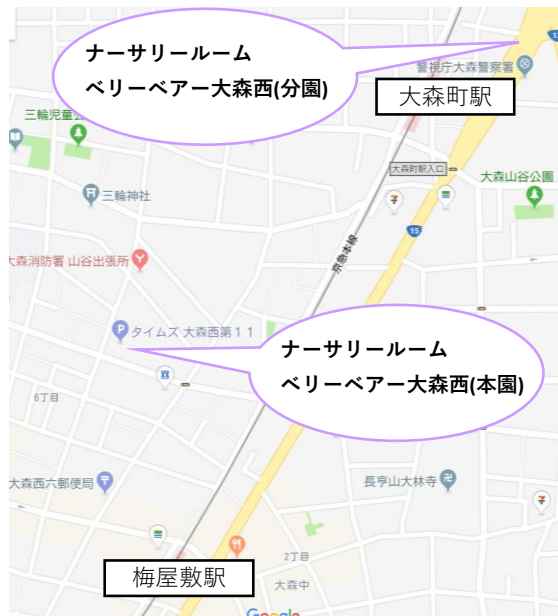 ナーサリールーム
ベリーベアー大森西(分園)
警視庁大森警察署
大森町駅
三輪児童公
大森町駅入口
大森山谷公園
三輪神社
15
京急本線
大森消防署 山谷出張所
タイムズ 大森西第11
ナーサリールーム
ベリーベアー大森西(本園)
6丁目
大森西六郵便局
長亨山大林寺
梅屋敷駅
2丁目
大森中
Google